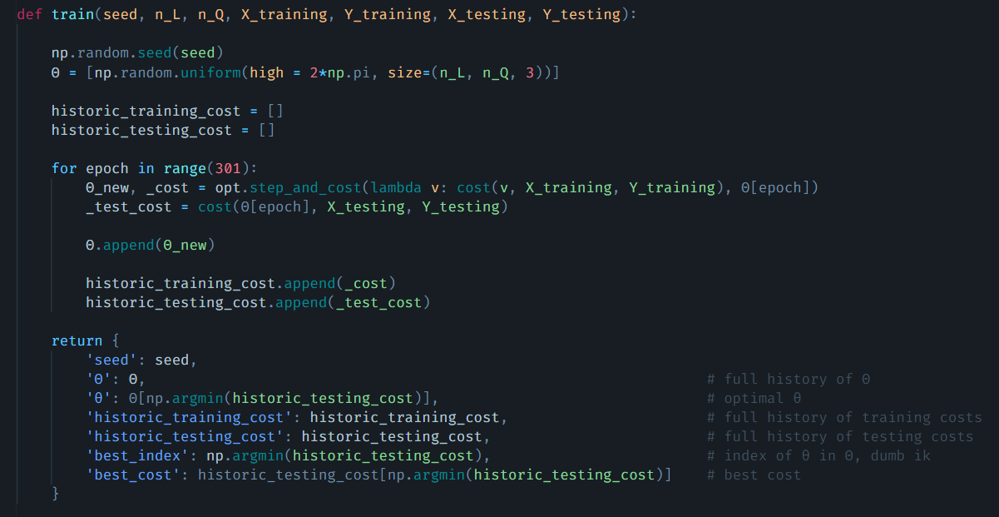 def train(seed, n_L, n_Q, X_training, Y_training, X_testing, Y_testing):
np.random.seed(seed)
Θ = [np.random.uniform(high = 2*np.pi, size=(n_L, n_Q, 3))]
historic_training_cost = []
historic_testing_cost = []
for epoch in range(301):
Θ_new, _cost = opt.step_and_cost(lambda v: cost(v, X_training, Y_training), Θ[epoch])
_test_cost = cost(Θ[epoch], X_testing, Y_testing)
Θ.append(Θ_new)
historic_training_cost.append(_cost)
historic_testing_cost.append(_test_cost)
return {
'seed': seed,
'Θ': Θ, # full history of Θ
'θ': Θ[np.argmin(historic_testing_cost)], # optimal θ
'historic_training_cost': historic_training_cost, # full history of training costs
'historic_testing_cost': historic_testing_cost, # full history of testing costs
'best_index': np.argmin(historic_testing_cost), # index of θ in Θ, dumb ik
'best_cost': historic_testing_cost[np.argmin(historic_testing_cost)] # best cost
}